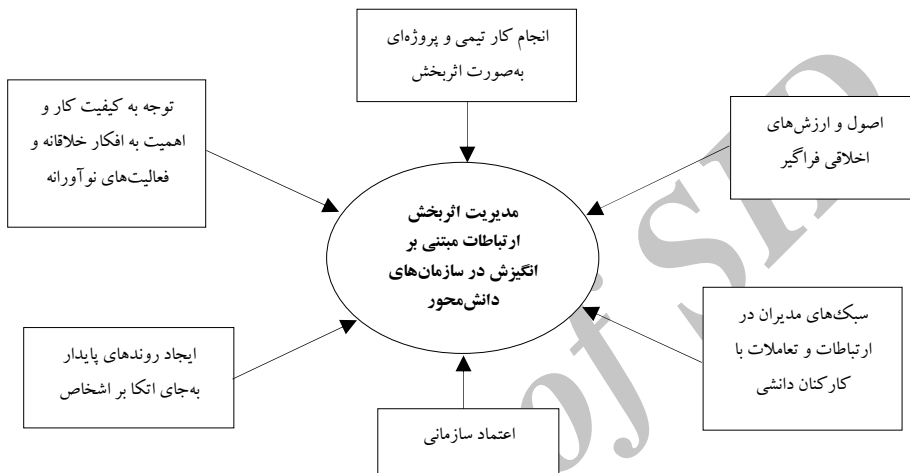 انجام کار تیمی و پروژه‌ای
به‌صورت اثربخش
اصول و ارزش‌های
اخلاقی فراگیر
توجه به کیفیت کار و
اهمیت به افکار خلاقانه و
فعالیت‌های نوآورانه
مدیریت اثربخش
ارتباطات مبتنی بر
انگیزش در سازمان‌های
دانش‌محور
سبک‌های مدیران در
ارتباطات و تعاملات با
کارکنان دانشی
ایجاد روندهای پایدار
به‌جای اتکا بر اشخاص
اعتماد سازمانی
of SID